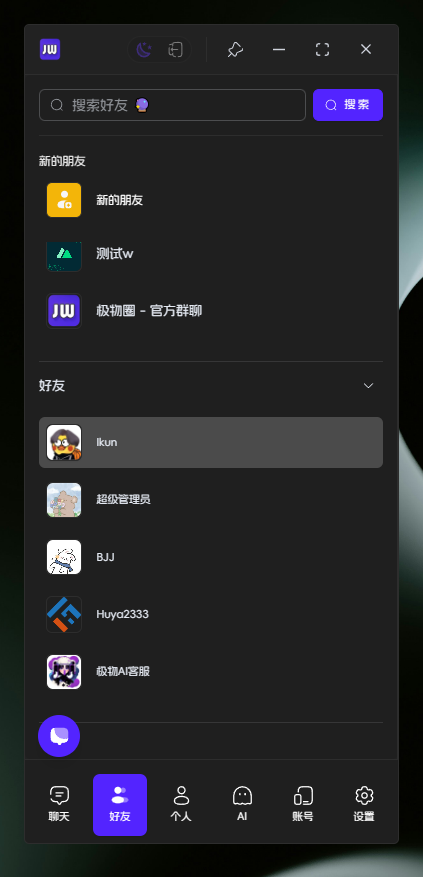 JW
搜索好友
搜索
新的朋友
新的朋友
测试w
JW
极物圈 - 官方群聊
好友
Ikun
超级管理员
BJJ
Huya2333
极物AI客服
聊天
好友
个人
AI
账号
设置